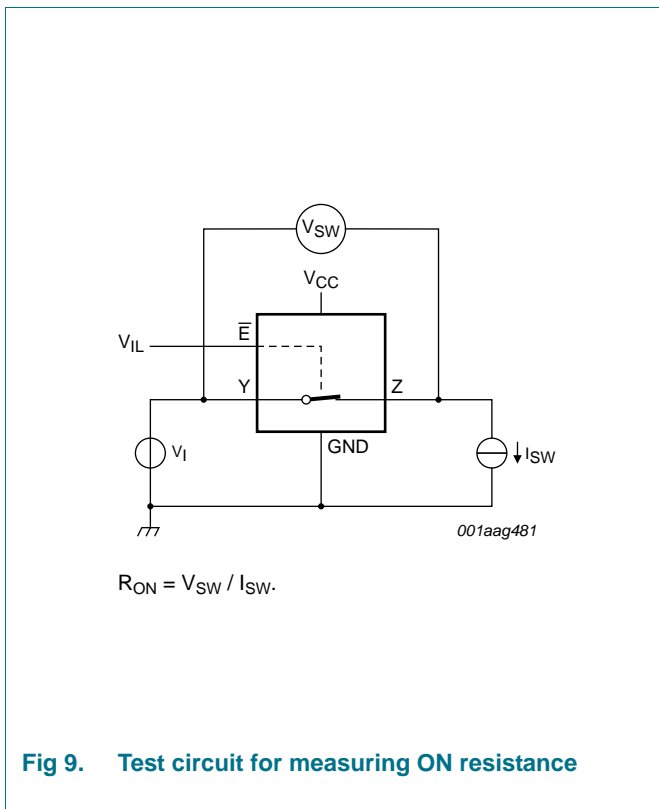 VSW
VCC
E̅
VIL
Y
Z
VI
GND
ISW
001aag481
RON = VSW / ISW.
Fig 9. Test circuit for measuring ON resistance